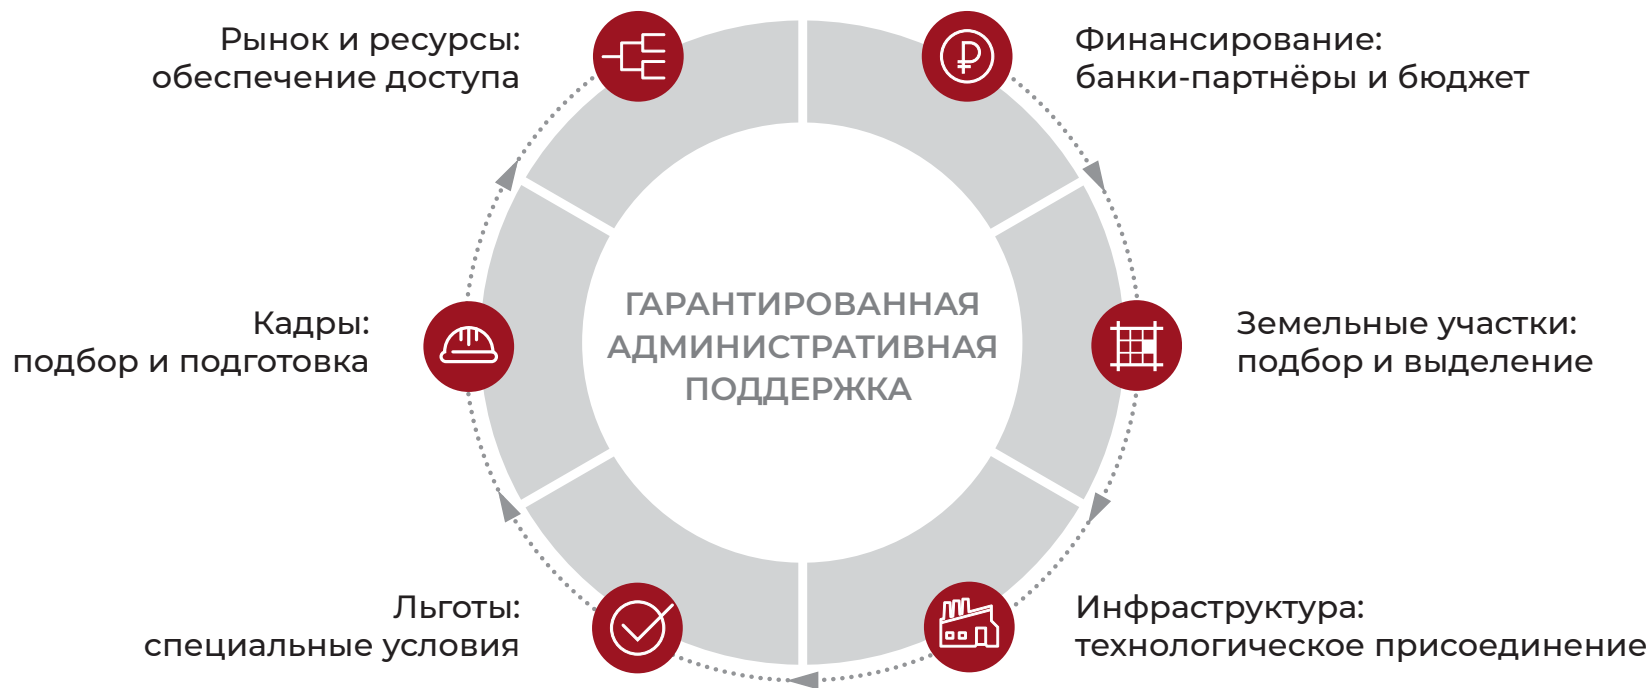 Рынок и ресурсы:
обеспечение доступа
Финансирование:
банки-партнёры и бюджет
Кадры:
подбор и подготовка
ГАРАНТИРОВАННАЯ
АДМИНИСТРАТИВНАЯ
ПОДДЕРЖКА
Земельные участки:
подбор и выделение
Льготы:
специальные условия
Инфраструктура:
технологическое присоединение